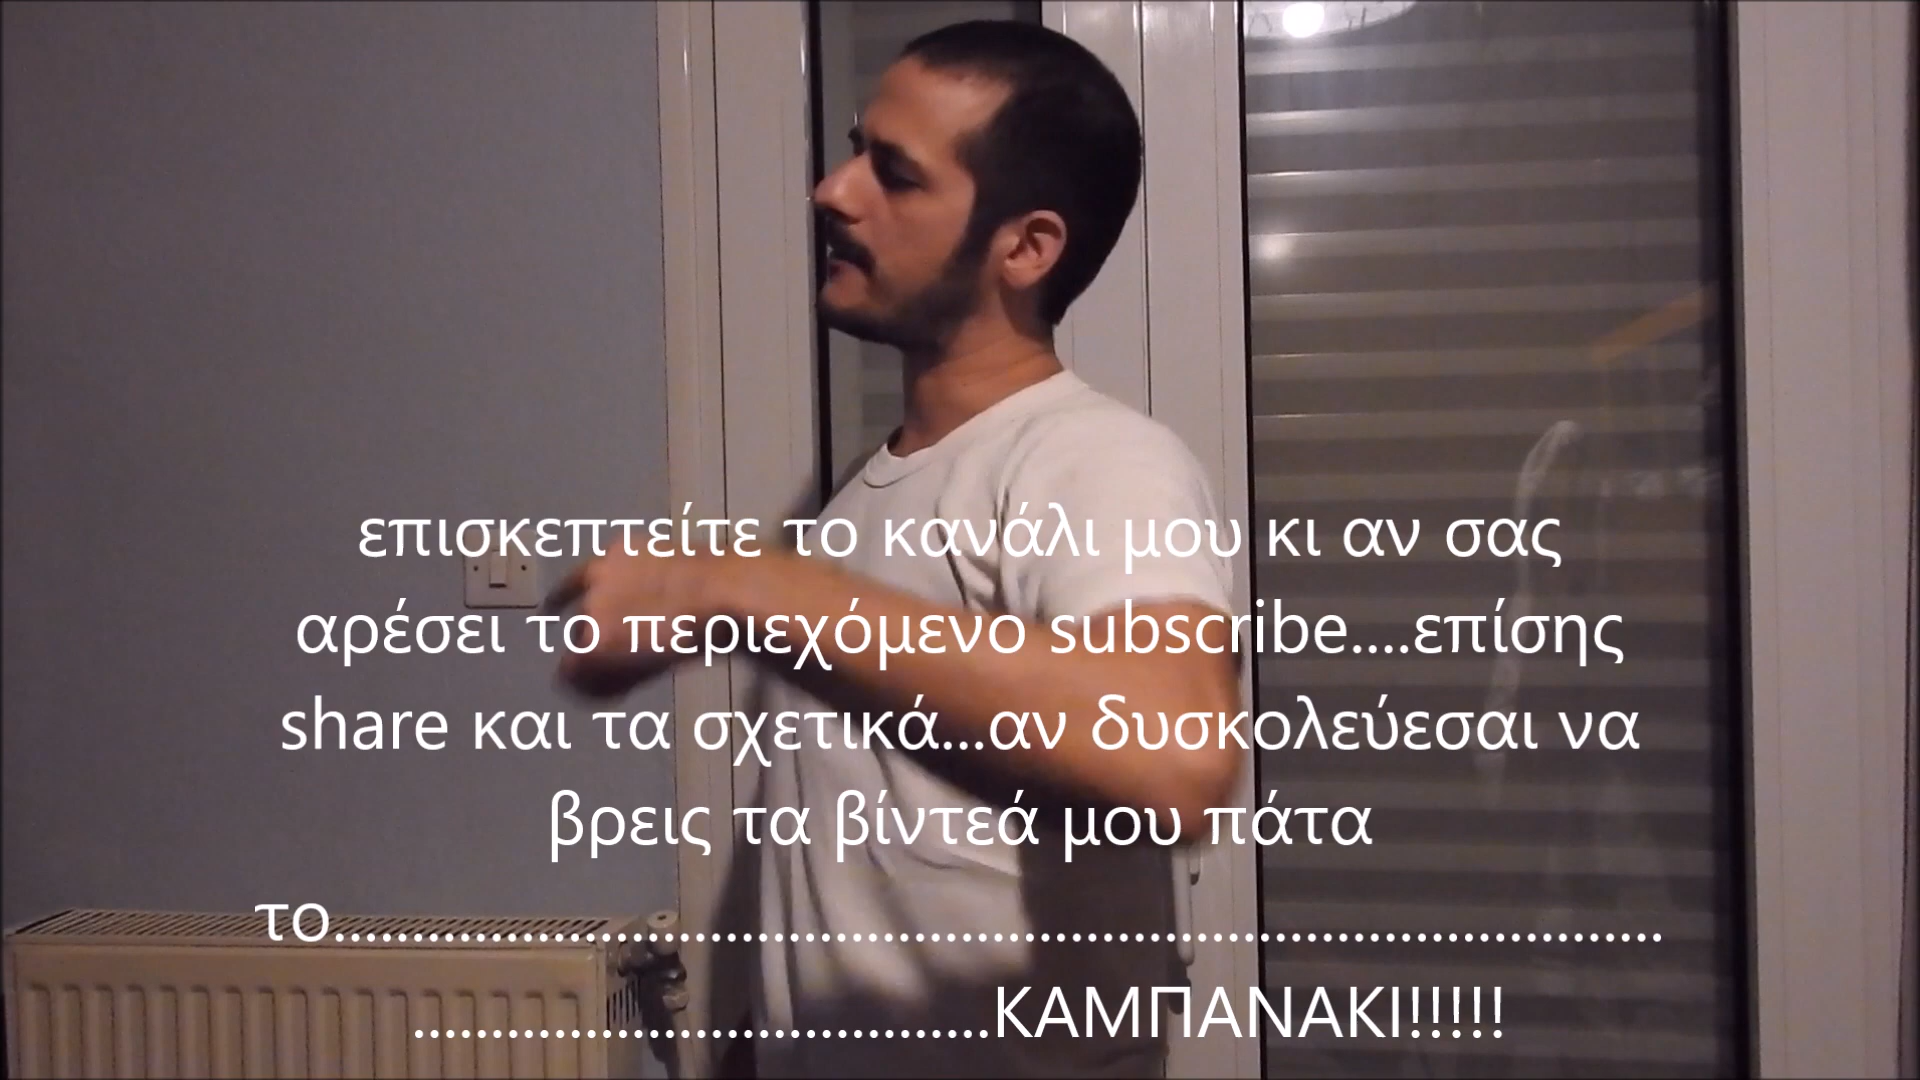 επισκεπτείτε το κανάλι μου κι αν σας
αρέσει το περιεχόμενο subscribe....επίσης
share και τα σχετικά...αν δυσκολεύεσαι να
βρεις τα βίντεά μου πάτα
το.....................................................................................
.....................................ΚΑΜΠΑΝΑΚΙ!!!!!